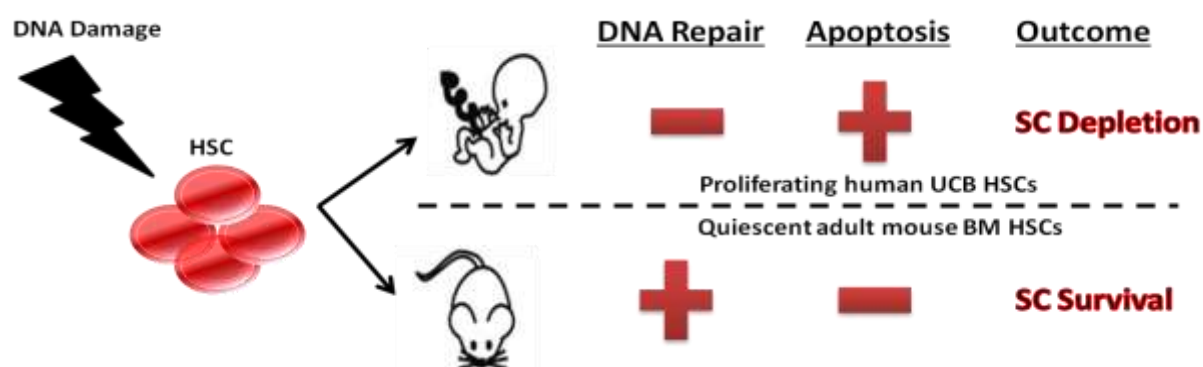 DNA Damage
DNA Repair Apoptosis Outcome
HSC
SC Depletion
Proliferating human UCB HSCs
Quiescent adult mouse BM HSCs
SC Survival